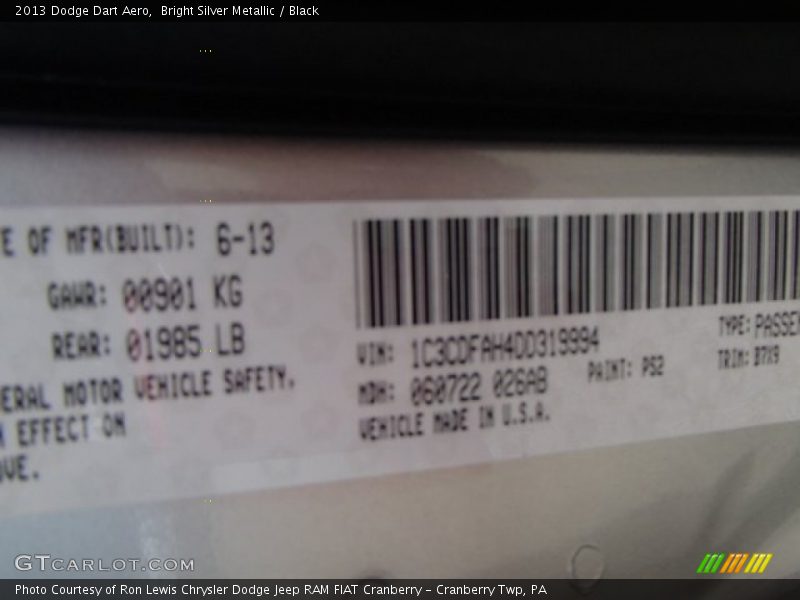 2013 Dodge Dart Aero,  Bright Silver Metallic / Black
E OF MFR(BUILT): 6-13
GAWR: 00901 KG
REAR: 01985 LB
ERAL MOTOR VEHICLE SAFETY,
EFFECT ON
VE.
VIN: 1C3CDFAH4DD319994
MDH: 060722 026AB
VEHICLE MADE IN U.S.A.
PAINT: PS2
TYPE: PASSEN
TRIM: B7X9
GTCARLOT.COM
Photo Courtesy of Ron Lewis Chrysler Dodge Jeep RAM FIAT Cranberry – Cranberry Twp, PA